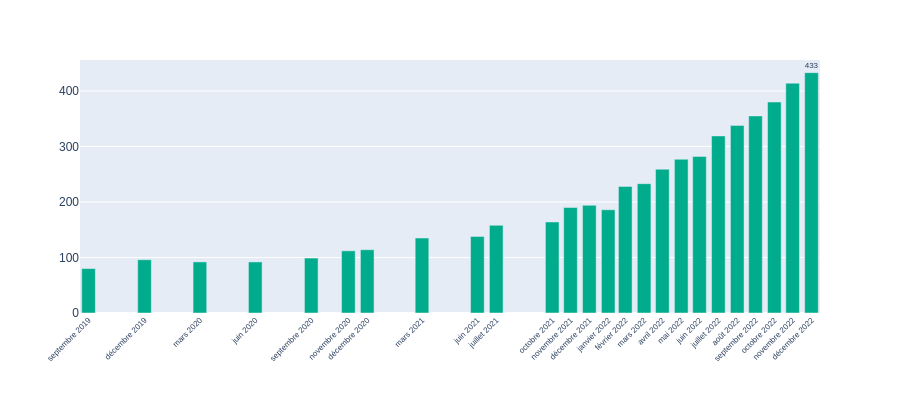 433
400
300
200
100
0
septembre 2019
décembre 2019
mars 2020
juin 2020
septembre 2020
novembre 2020
décembre 2020
mars 2021
juin 2021
juillet 2021
octobre 2021
novembre 2021
décembre 2021
janvier 2022
février 2022
mars 2022
avril 2022
mai 2022
juin 2022
juillet 2022
août 2022
septembre 2022
octobre 2022
novembre 2022
décembre 2022